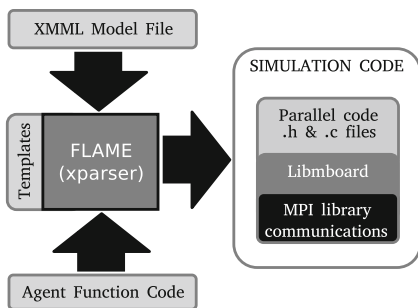 XMML Model File
SIMULATION CODE
Templates
FLAME
(xparser)
Parallel code
.h & .c files
Libmboard
MPI library
communications
Agent Function Code